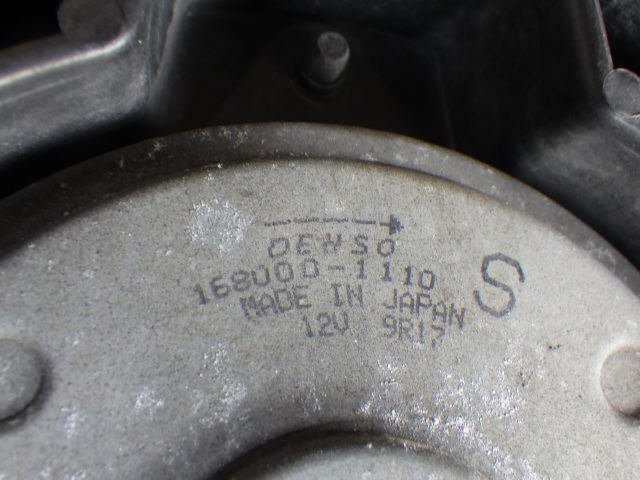 DENSO
168000-1110
S
MADE IN JAPAN
12V 9R17